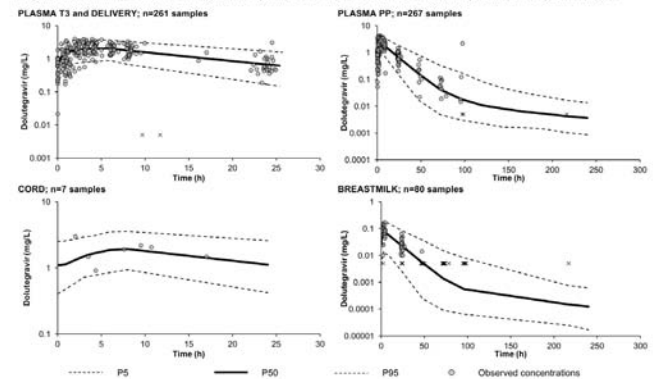 PLASMA T3 and DELIVERY; n=261 samples
Dolutegravir (mg/L)
10
1
0.1
0.01
0.001
0 5 10 15 20 25 30
Time (h)
PLASMA PP; n=267 samples
Dolutegravir (mg/L)
10
1
0.1
0.01
0.001
0.0001
0 50 100 150 200 250 300
Time (h)
CORD; n=7 samples
Dolutegravir (mg/L)
10
1
0.1
0 5 10 15 20 25 30
Time (h)
BREASTMILK; n=80 samples
Dolutegravir (mg/L)
1
0.1
0.01
0.001
0.0001
0.00001
0 50 100 150 200 250 300
Time (h)
P5 P50 P95 Observed concentrations